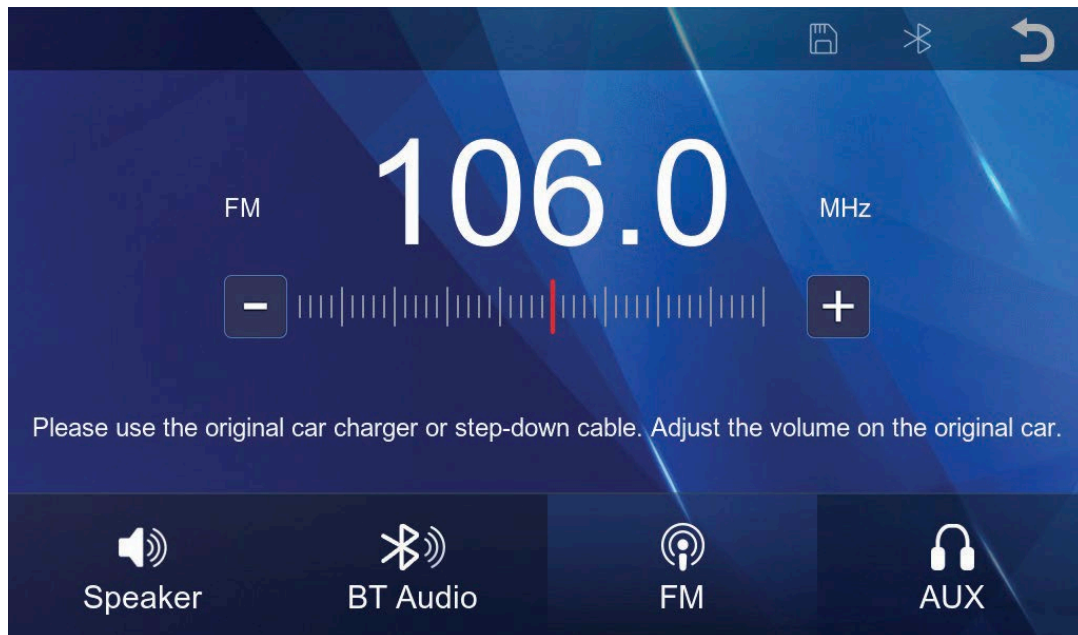 FM 106.0 MHz
- +
Please use the original car charger or step-down cable. Adjust the volume on the original car.
Speaker BT Audio FM AUX